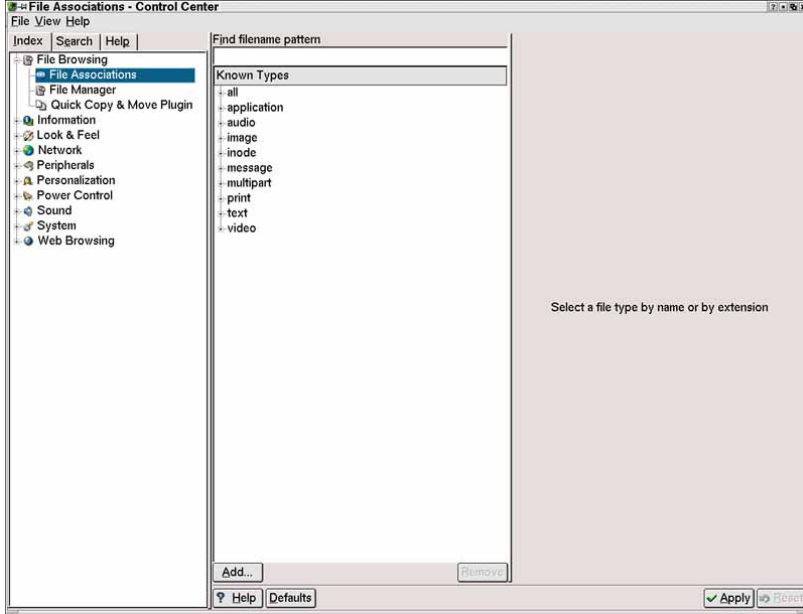 File Associations - Control Center
File View Help
Index Search Help
File Browsing
File Associations
File Manager
Quick Copy & Move Plugin
Information
Look & Feel
Network
Peripherals
Personalization
Power Control
Sound
System
Web Browsing
Find filename pattern
Known Types
all
application
audio
image
inode
message
multipart
print
text
video
Add... Remove
Select a file type by name or by extension
? Help Defaults Apply Reset